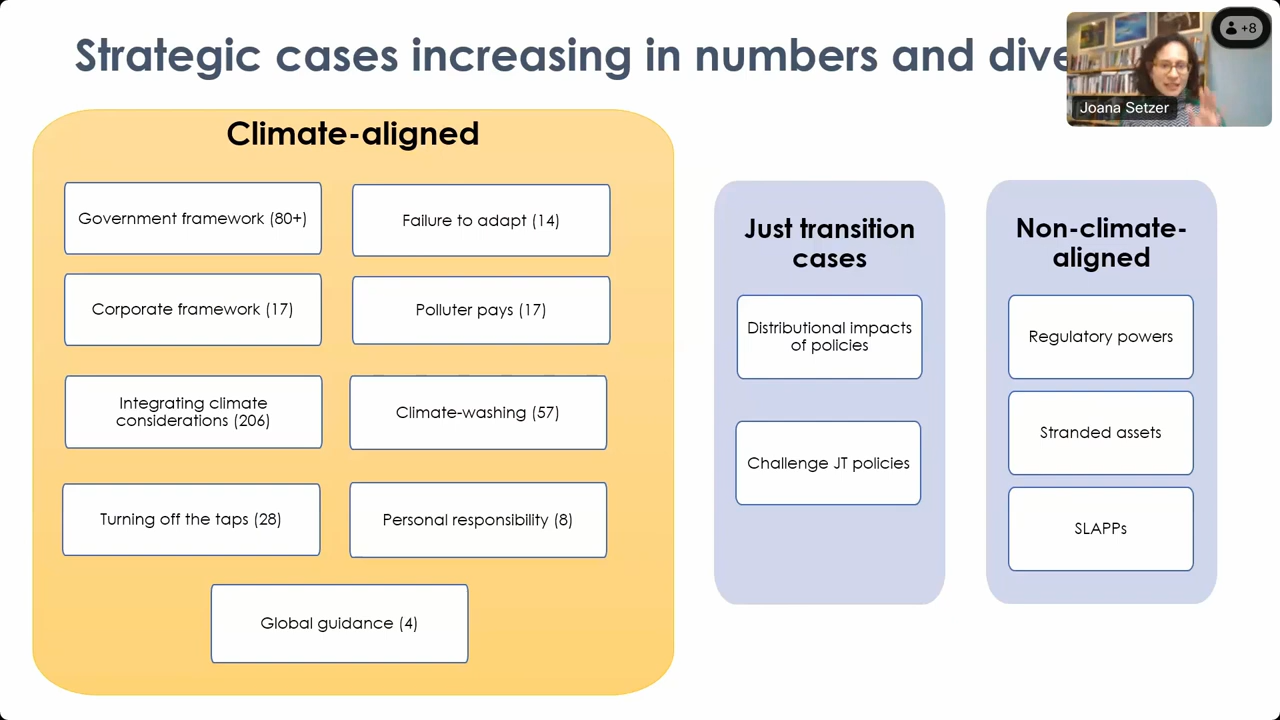 Strategic cases increasing in numbers and
+8
Joana Setzer
Climate-aligned
Government framework (80+)
Failure to adapt (14)
Corporate framework (17)
Polluter pays (17)
Integrating climate
considerations (206)
Climate-washing (57)
Turning off the taps (28)
Personal responsibility (8)
Global guidance (4)
Just transition
cases
Distributional impacts
of policies
Challenge JT policies
Non-climate-
aligned
Regulatory powers
Stranded assets
SLAPPs